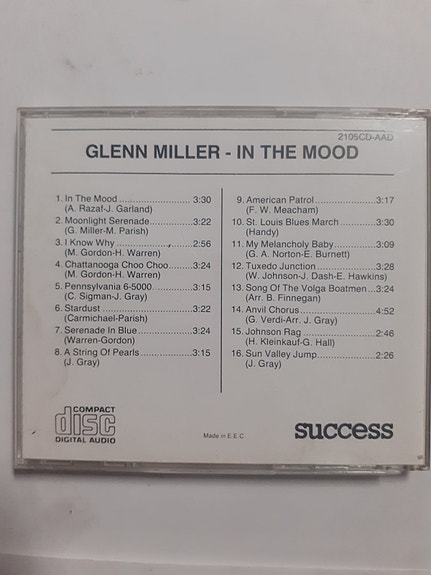 2105CD-AAD
GLENN MILLER - IN THE MOOD
1. In The Mood ........................ 3:30
(A. Razaf-J. Garland)
2. Moonlight Serenade ............... 3:22
(G. Miller-M. Parish)
3. I Know Why ........................ 2:56
(M. Gordon-H. Warren)
4. Chattanooga Choo Choo ........ 3:24
(M. Gordon-H. Warren)
5. Pennsylvania 6-5000 .............. 3:15
(C. Sigman-J. Gray)
6. Stardust .............................. 3:22
(Carmichael-Parish)
7. Serenade In Blue .................. 3:24
(Warren-Gordon)
8. A String Of Pearls ................. 3:15
(J. Gray)
9. American Patrol .................... 3:17
(F. W. Meacham)
10. St. Louis Blues March .......... 3:30
(Handy)
11. My Melancholy Baby ............ 3:09
(G. A. Norton-E. Burnett)
12. Tuxedo Junction .................. 3:28
(W. Johnson-J. Dash-E. Hawkins)
13. Song Of The Volga Boatmen ... 3:24
(Arr. B. Finnegan)
14. Anvil Chorus ....................... 4:52
(G. Verdi-Arr. J. Gray)
15. Johnson Rag ....................... 2:46
(H. Kleinkauf-G. Hall)
16. Sun Valley Jump .................. 2:26
(J. Gray)
COMPACT
disc
DIGITAL AUDIO
Made in E.E.C
success